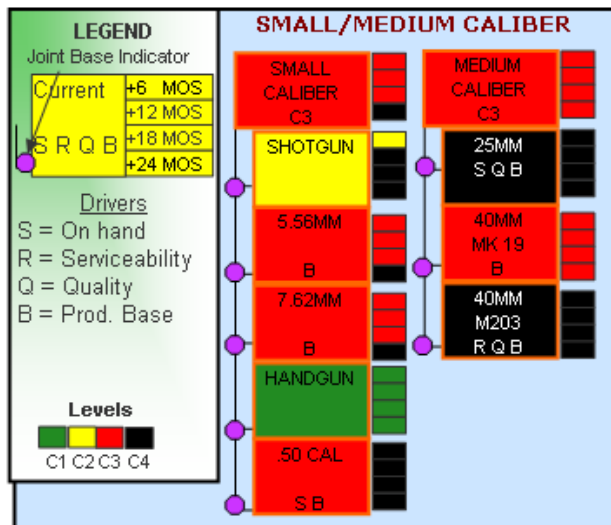 LEGEND
Joint Base Indicator
Current
+6 MOS
+12 MOS
+18 MOS
S R Q B
+24 MOS
Drivers
S = On hand
R = Serviceability
Q = Quality
B = Prod. Base
Levels
C1 C2 C3 C4
SMALL/MEDIUM CALIBER
SMALL
CALIBER
C3
SHOTGUN
5.56MM
B
7.62MM
B
HANDGUN
.50 CAL
S B
MEDIUM
CALIBER
C3
25MM
S Q B
40MM
MK 19
B
40MM
M203
R Q B